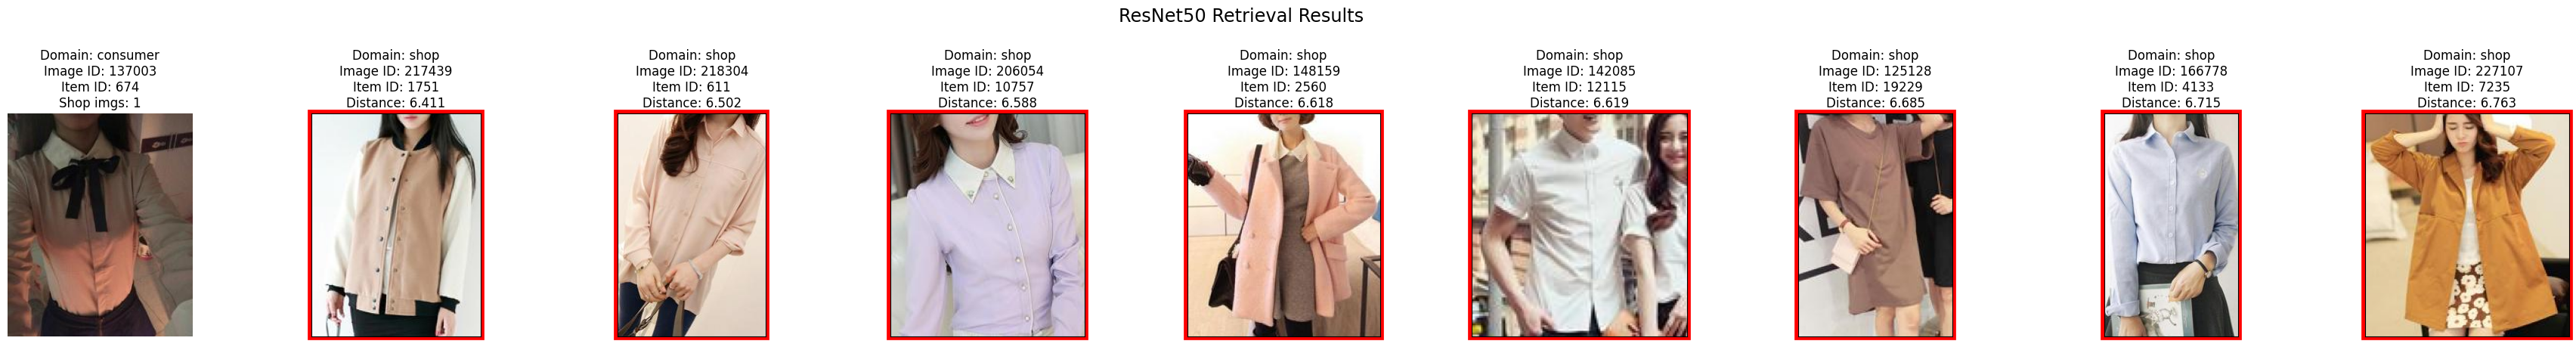 ResNet50 Retrieval Results
Domain: consumer
Image ID: 137003
Item ID: 674
Shop imgs: 1
Domain: shop
Image ID: 217439
Item ID: 1751
Distance: 6.411
Domain: shop
Image ID: 218304
Item ID: 611
Distance: 6.502
Domain: shop
Image ID: 206054
Item ID: 10757
Distance: 6.588
Domain: shop
Image ID: 148159
Item ID: 2560
Distance: 6.618
Domain: shop
Image ID: 142085
Item ID: 12115
Distance: 6.619
Domain: shop
Image ID: 125128
Item ID: 19229
Distance: 6.685
Domain: shop
Image ID: 166778
Item ID: 4133
Distance: 6.715
Domain: shop
Image ID: 227107
Item ID: 7235
Distance: 6.763